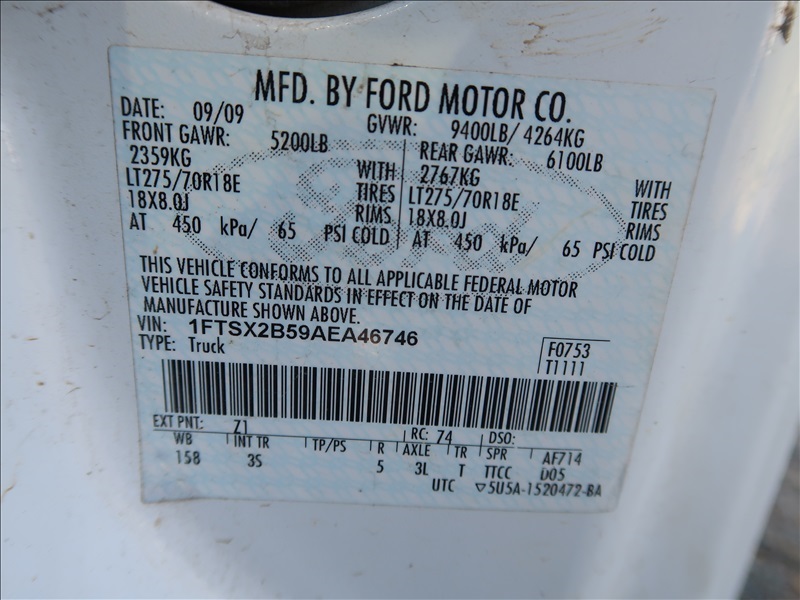 MFD. BY FORD MOTOR CO.
DATE: 09/09 GVWR: 9400LB/ 4264KG
FRONT GAWR: 5200LB REAR GAWR: 6100LB
2359KG WITH 2767KG WITH
LT275/70R18E TIRES LT275/70R18E TIRES
18X8.0J RIMS 18X8.0J RIMS
AT 450 kPa/ 65 PSI COLD AT 450 kPa/ 65 PSI COLD
THIS VEHICLE CONFORMS TO ALL APPLICABLE FEDERAL MOTOR
VEHICLE SAFETY STANDARDS IN EFFECT ON THE DATE OF
MANUFACTURE SHOWN ABOVE.
VIN: 1FTSX2B59AEA46746
TYPE: Truck F0753
T1111
EXT PNT: Z1 RC: 74 DSO:
WB INT TR TP/PS R AXLE TR SPR AF714
158 3S 5 3L T TTCC D05
UTC ▽5U5A-1520472-BA